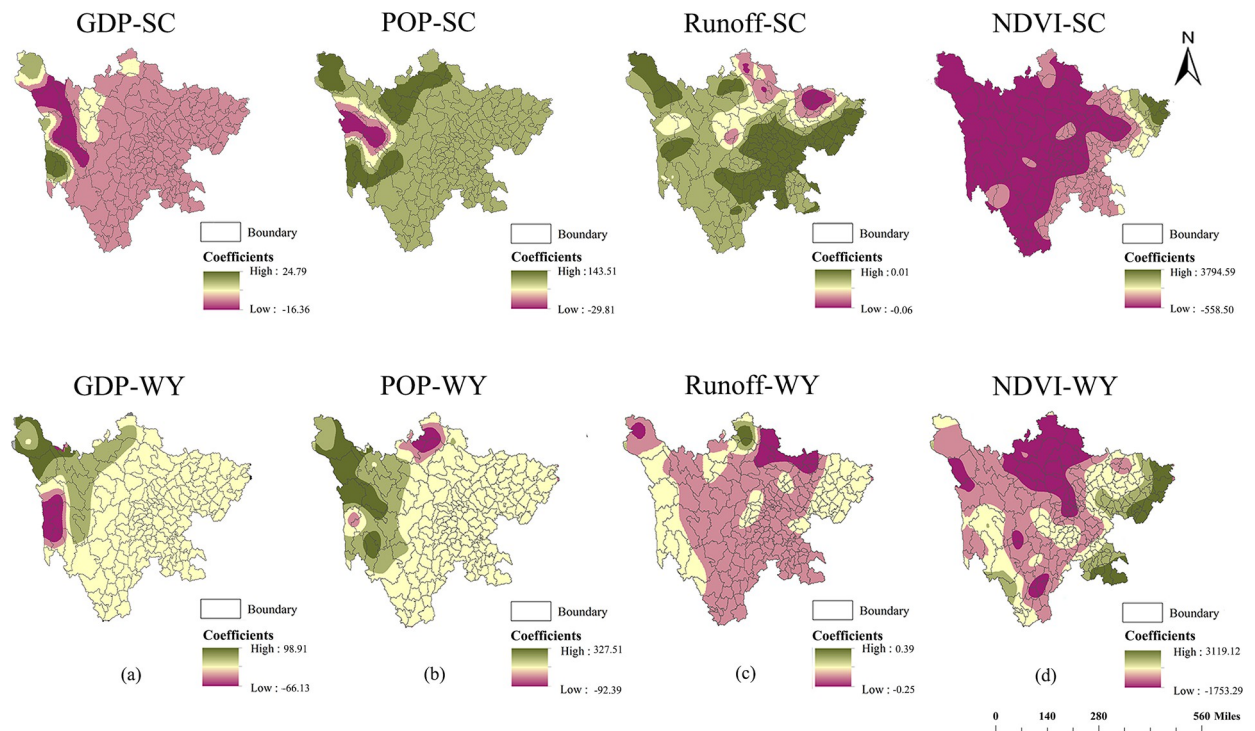 GDP-SC
POP-SC
Runoff-SC
NDVI-SC
N
Boundary
Coefficients
High : 24.79
Low : -16.36
Boundary
Coefficients
High : 143.51
Low : -29.81
Boundary
Coefficients
High : 0.01
Low : -0.06
Boundary
Coefficients
High : 3794.59
Low : -558.50
GDP-WY
POP-WY
Runoff-WY
NDVI-WY
Boundary
Coefficients
High : 98.91
Low : -66.13
Boundary
Coefficients
High : 327.51
Low : -92.39
Boundary
Coefficients
High : 0.39
Low : -0.25
Boundary
Coefficients
High : 3119.12
Low : -1753.29
(a)
(b)
(c)
(d)
0 140 280 560 Miles